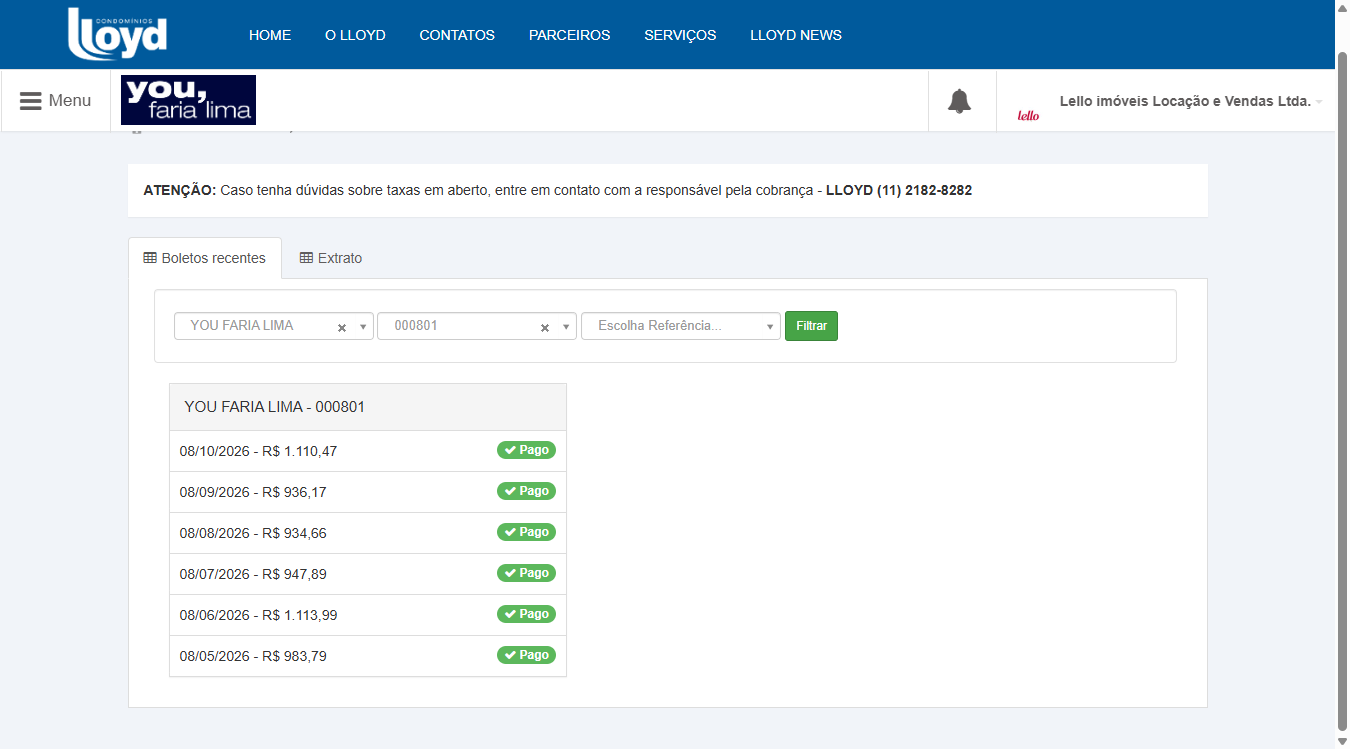 CONDOMÍNIOS
Lloyd
HOME
O LLOYD
CONTATOS
PARCEIROS
SERVIÇOS
LLOYD NEWS
Menu
you,
faria lima
lello
Lello imóveis Locação e Vendas Ltda.
ATENÇÃO: Caso tenha dúvidas sobre taxas em aberto, entre em contato com a responsável pela cobrança - LLOYD (11) 2182-8282
Boletos recentes
Extrato
YOU FARIA LIMA
000801
Escolha Referência...
Filtrar
YOU FARIA LIMA - 000801
08/10/2026 - R$ 1.110,47 Pago
08/09/2026 - R$ 936,17 Pago
08/08/2026 - R$ 934,66 Pago
08/07/2026 - R$ 947,89 Pago
08/06/2026 - R$ 1.113,99 Pago
08/05/2026 - R$ 983,79 Pago